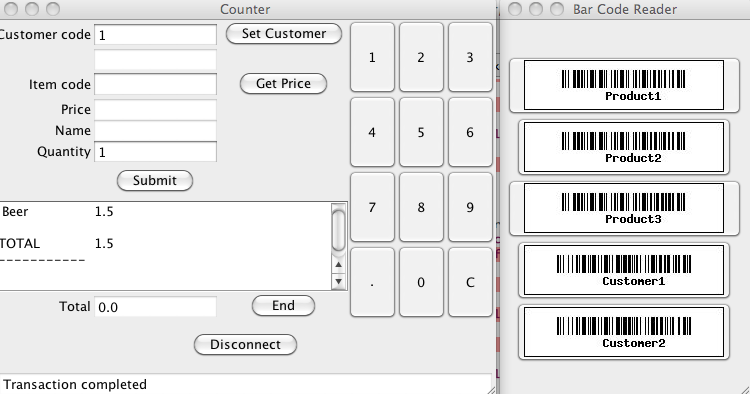 Counter
Customer code 1 Set Customer
Item code Get Price
Price
Name
Quantity 1
Submit
Beer 1.5
TOTAL 1.5
-----------
Total 0.0 End
Disconnect
Transaction completed
1 2 3
4 5 6
7 8 9
. 0 C
Bar Code Reader
Product1
Product2
Product3
Customer1
Customer2